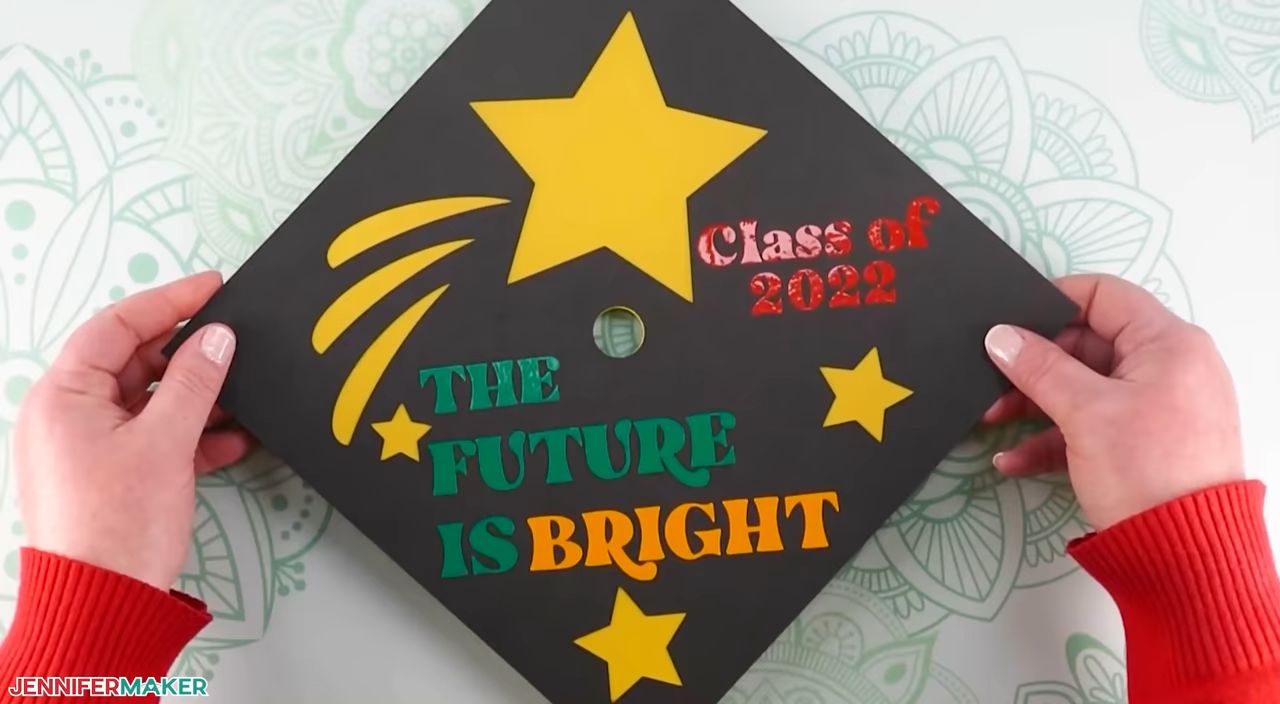 Class of
2022
THE
FUTURE
IS BRIGHT
JENNIFERMAKER